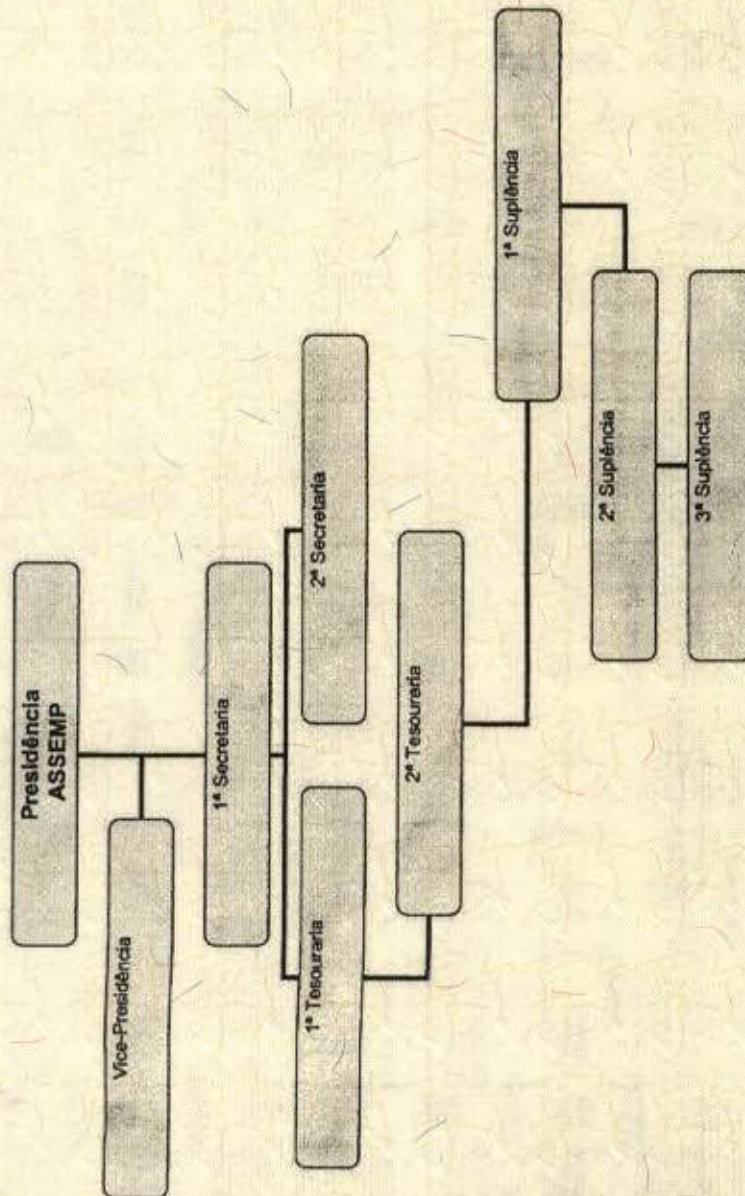 Presidência
ASSEMP
Vice-Presidência
1ª Secretaria
1ª Tesouraria
2ª Secretaria
2ª Tesouraria
1ª Suplência
2ª Suplência
3ª Suplência